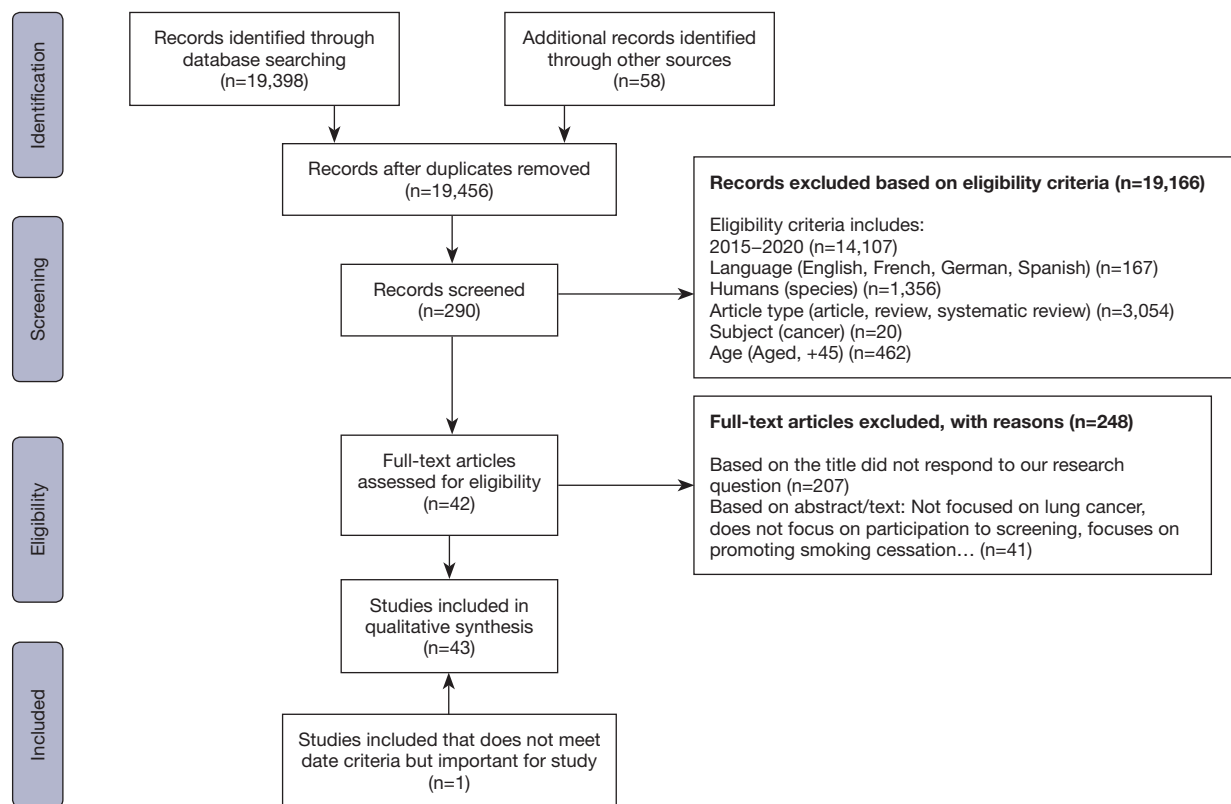 Identification
Records identified through
database searching
(n=19,398)
Additional records identified
through other sources
(n=58)
Records after duplicates removed
(n=19,456)
Screening
Records screened
(n=290)
Records excluded based on eligibility criteria (n=19,166)
Eligibility criteria includes:
2015–2020 (n=14,107)
Language (English, French, German, Spanish) (n=167)
Humans (species) (n=1,356)
Article type (article, review, systematic review) (n=3,054)
Subject (cancer) (n=20)
Age (Aged, +45) (n=462)
Eligibility
Full-text articles
assessed for eligibility
(n=42)
Full-text articles excluded, with reasons (n=248)
Based on the title did not respond to our research
question (n=207)
Based on abstract/text: Not focused on lung cancer,
does not focus on participation to screening, focuses on
promoting smoking cessation… (n=41)
Studies included in
qualitative synthesis
(n=43)
Included
Studies included that does not meet
date criteria but important for study
(n=1)